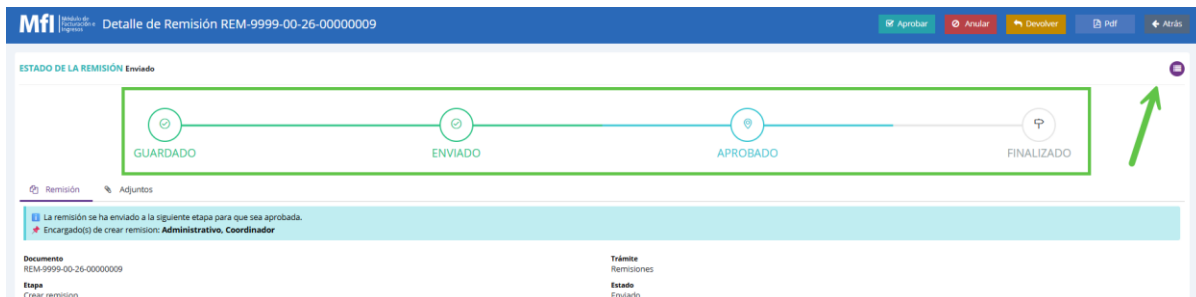 Mfl Módulo de Facturación e Ingresos Detalle de Remisión REM-9999-00-26-00000009 Aprobar Anular Devolver Pdf Atrás
ESTADO DE LA REMISIÓN Enviado
GUARDADO ENVIADO APROBADO FINALIZADO
Remisión Adjuntos
La remisión se ha enviado a la siguiente etapa para que sea aprobada.
Encargado(s) de crear remision: Administrativo, Coordinador
Documento Trámite
REM-9999-00-26-00000009 Remisiones
Etapa Estado
Crear remision Enviado